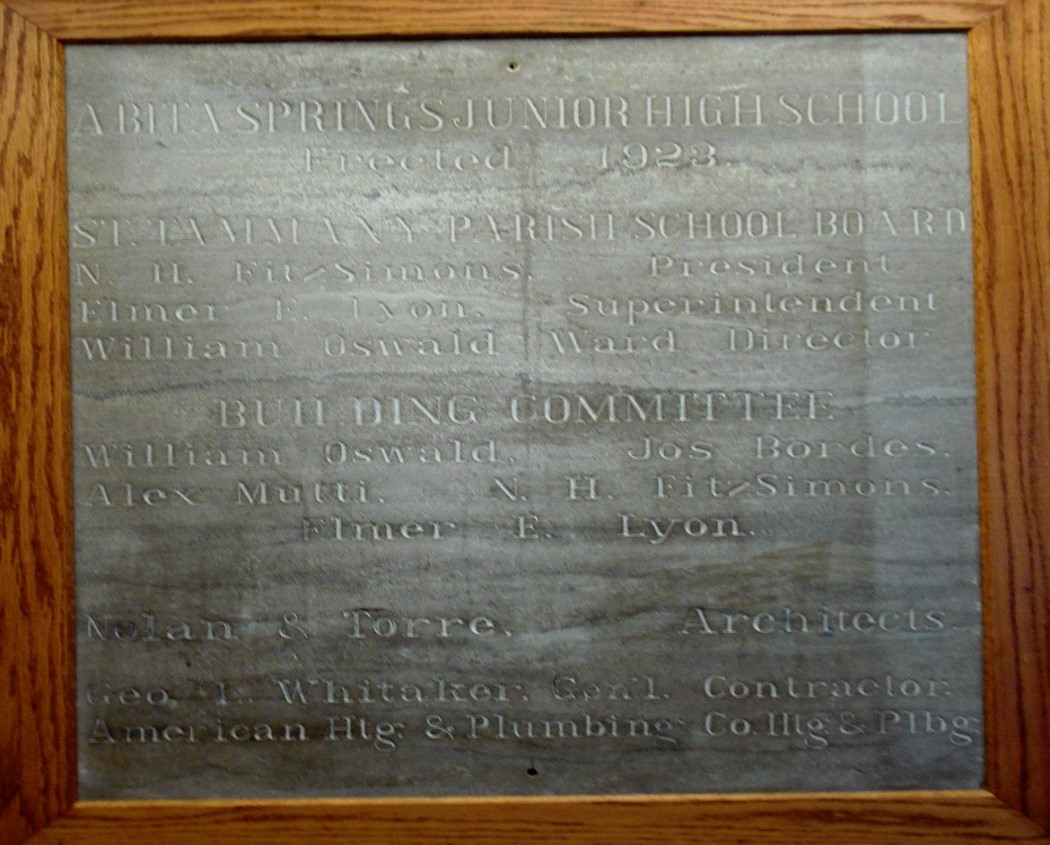 ABITA SPRINGS JUNIOR HIGH SCHOOL
Erected 1923.
ST. TAMMANY PARISH SCHOOL BOARD
N. H. Fitz-Simons. President
Elmer E. Lyon. Superintendent
William Oswald Ward Director
BUILDING COMMITTEE
William Oswald. Jos Bordes.
Alex Mutti. N. H. Fitz-Simons.
Elmer E. Lyon.
Nolan & Torre. Architects.
Geo. L. Whitaker. Gen'l. Contractor.
American Htg. & Plumbing Co. Htg & Plbg.